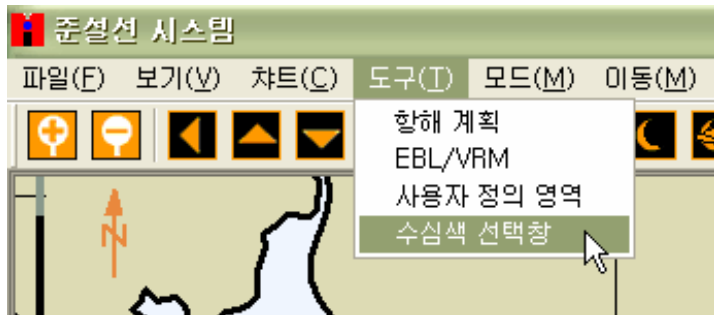 준설선 시스템
파일(F) 보기(V) 챠트(C) 도구(T) 모드(M) 이동(M)
항해 계획
EBL/VRM
사용자 정의 영역
수심색 선택창
N